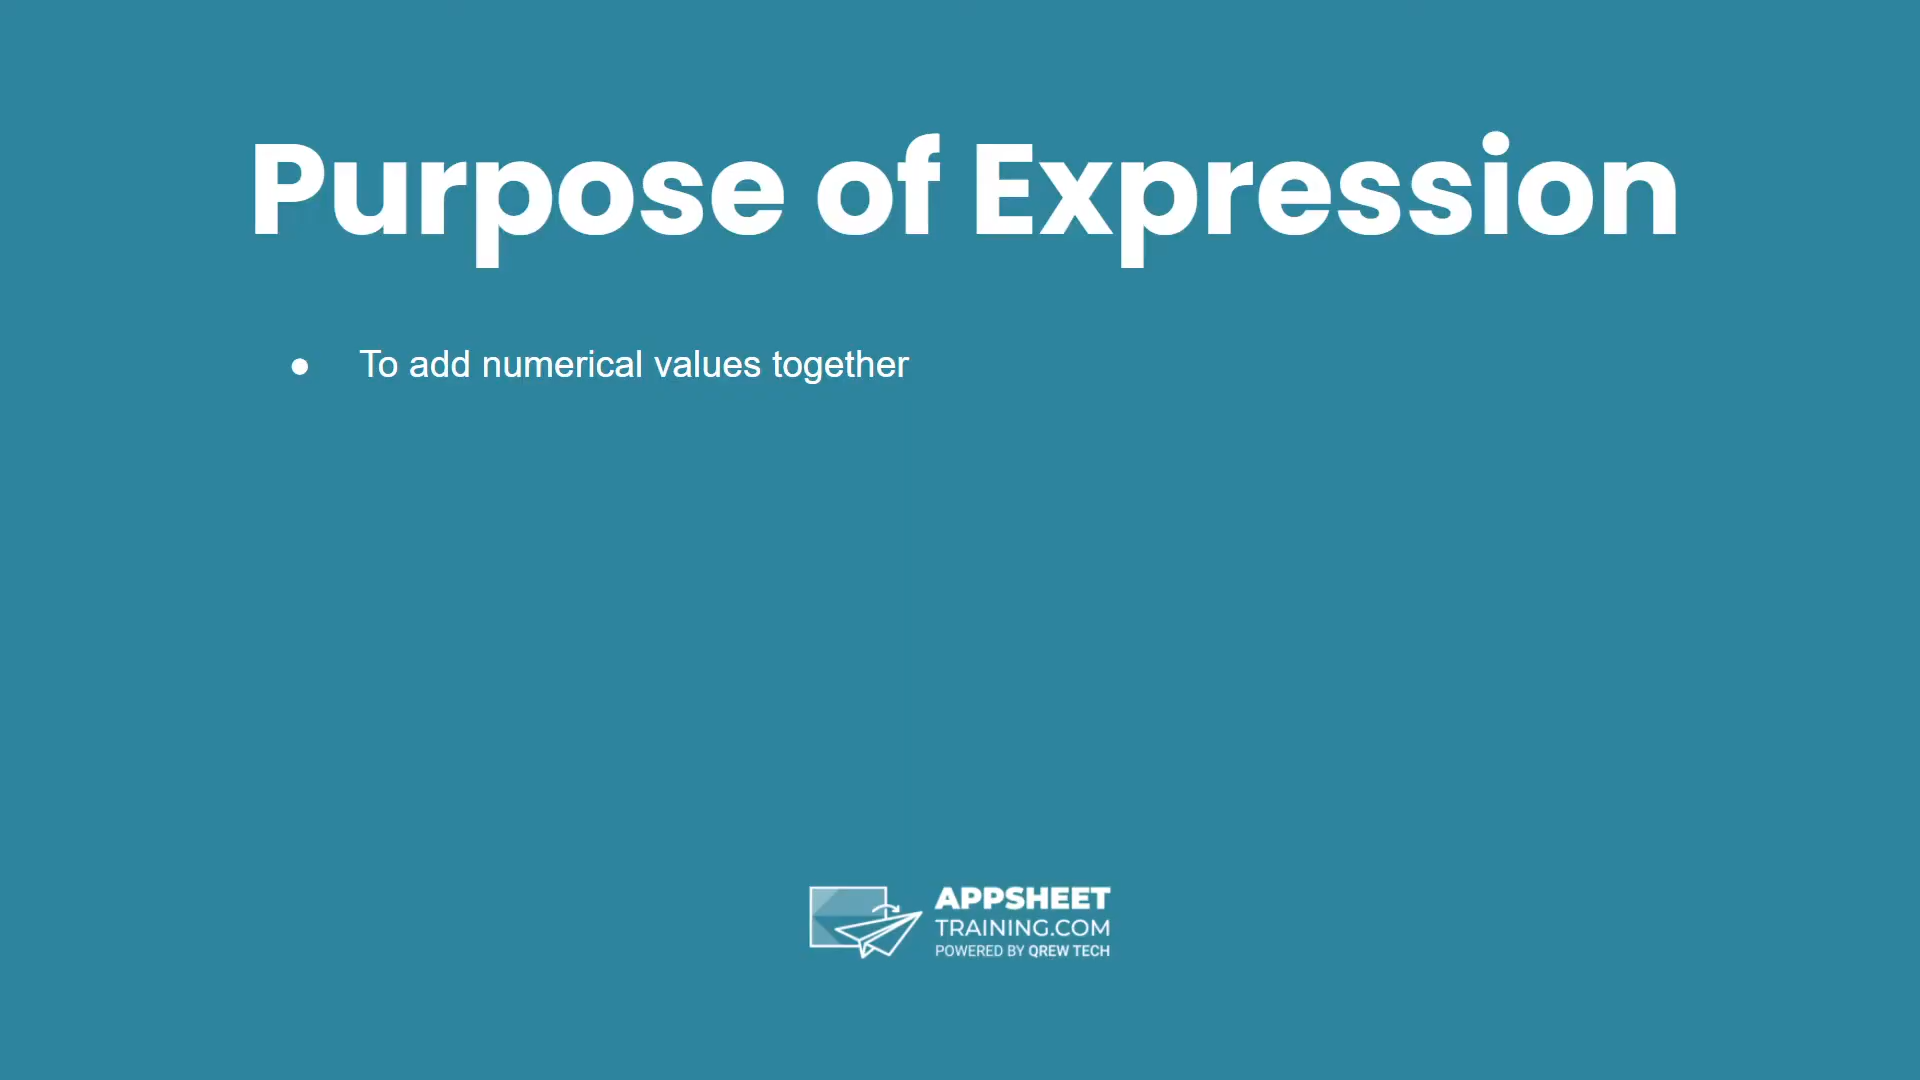 Purpose of Expression
● To add numerical values together
APPSHEET
TRAINING.COM
POWERED BY QREW TECH